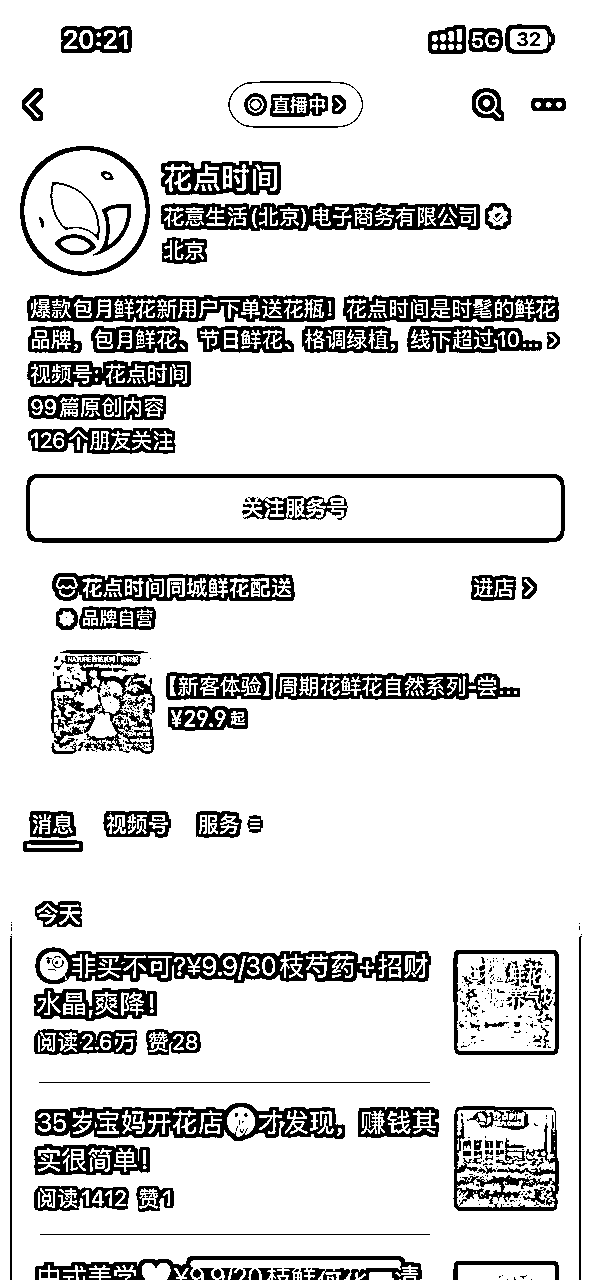 20:21
5G 32
直播中
花点时间
花意生活(北京)电子商务有限公司
北京
爆款包月鲜花新用户下单送花瓶！花点时间是时髦的鲜花
品牌，包月鲜花、节日鲜花、格调绿植，线下超过10...
视频号:花点时间
99篇原创内容
126个朋友关注
关注服务号
花点时间同城鲜花配送 进店
品牌自营
【新客体验】周期花鲜花自然系列-尝...
¥29.9起
消息 视频号 服务
今天
非买不可?¥9.9/30枝芍药+招财
水晶,爽降！
阅读2.6万 赞28
35岁宝妈开花店 才发现，赚钱其
实很简单！
阅读1412 赞1
中式美学 ¥9.9/20枝鲜荷花